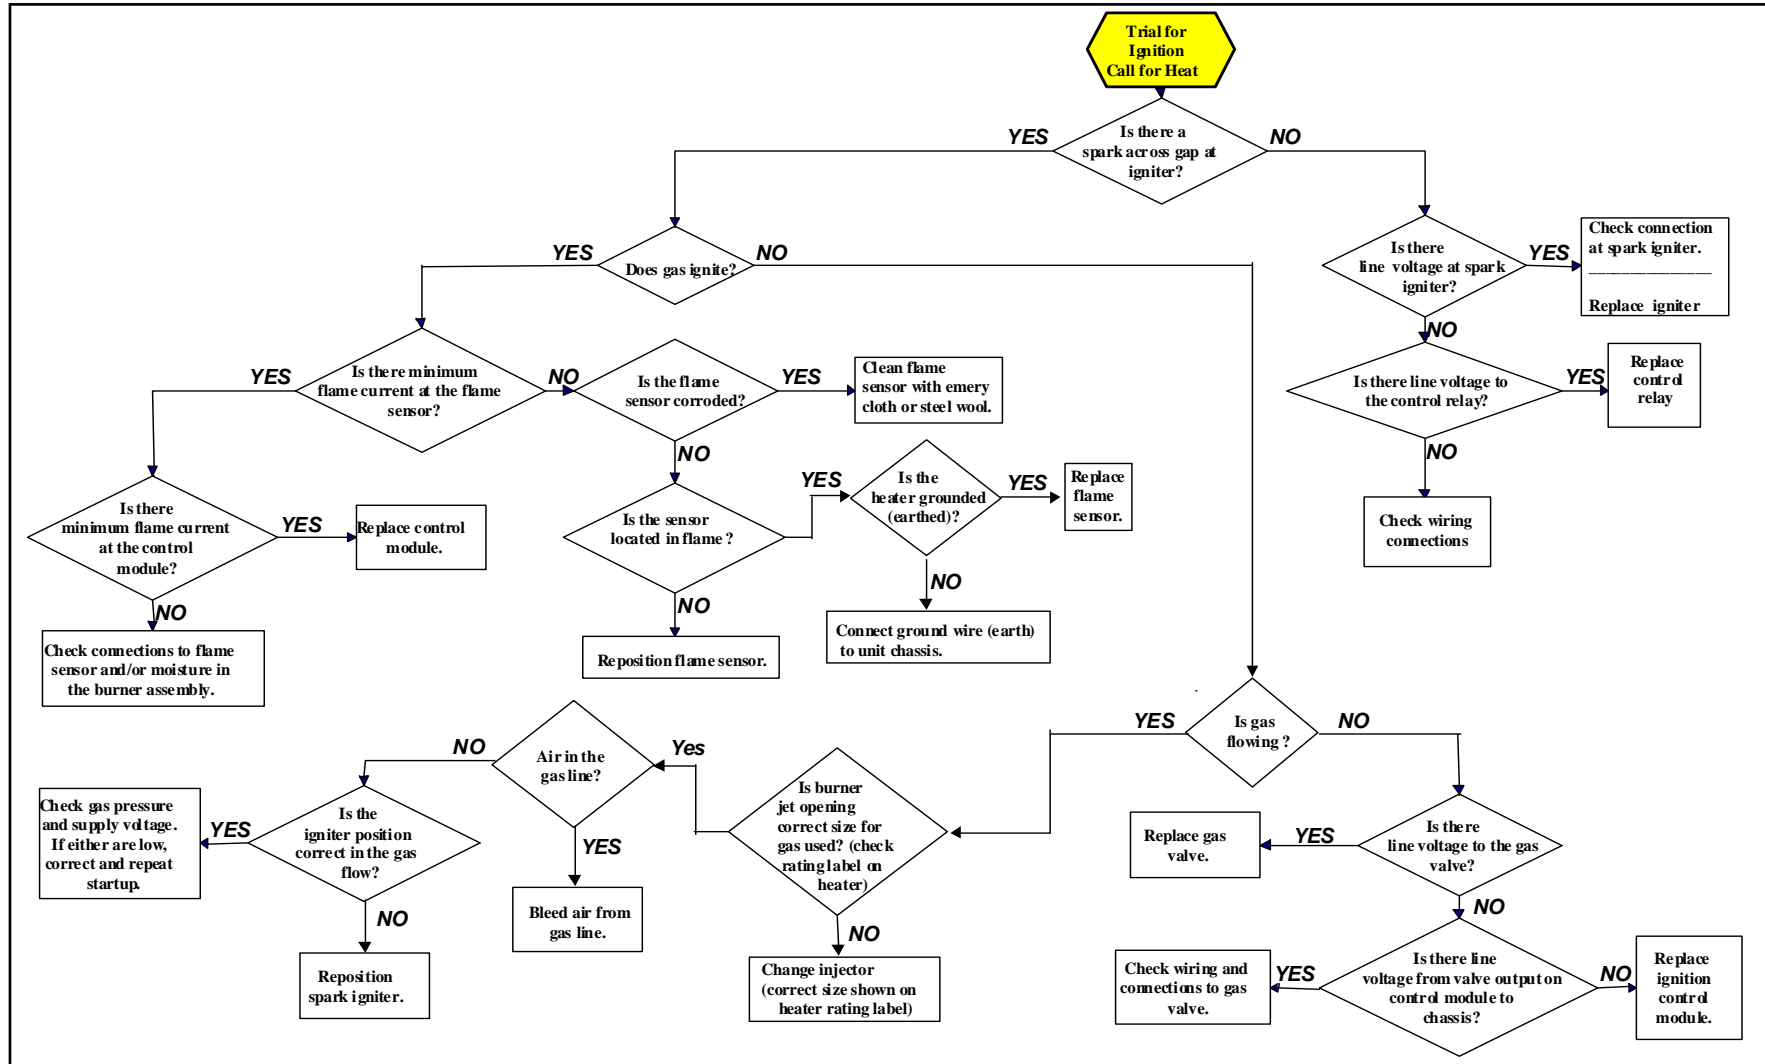 Trial for
Ignition
Call for Heat
Is there a
spark across gap at
igniter?
YES
NO
Does gas ignite?
YES
NO
Is there
line voltage at spark
igniter?
YES
Check connection
at spark igniter.
_______________
Replace igniter
NO
Is there line voltage to
the control relay?
YES
Replace
control
relay
NO
Check wiring
connections
Is there minimum
flame current at the flame
sensor?
YES
NO
Is the flame
sensor corroded?
YES
Clean flame
sensor with emery
cloth or steel wool.
NO
Is the sensor
located in flame ?
YES
Is the
heater grounded
(earthed)?
YES
Replace
flame
sensor.
NO
Connect ground wire (earth)
to unit chassis.
NO
Reposition flame sensor.
Is there
minimum flame current
at the control
module?
YES
Replace control
module.
NO
Check connections to flame
sensor and/or moisture in
the burner assembly.
Is gas
flowing ?
YES
NO
Is burner
jet opening
correct size for
gas used? (check
rating label on
heater)
Yes
NO
Change injector
(correct size shown on
heater rating label)
Air in the
gas line?
NO
YES
Bleed air from
gas line.
Is the
igniter position
correct in the gas
flow?
YES
Check gas pressure
and supply voltage.
If either are low,
correct and repeat
startup.
NO
Reposition
spark igniter.
Is there
line voltage to the gas
valve?
YES
Replace gas
valve.
NO
Is there line
voltage from valve output on
control module to
chassis?
YES
Check wiring and
connections to gas
valve.
NO
Replace
ignition
control
module.